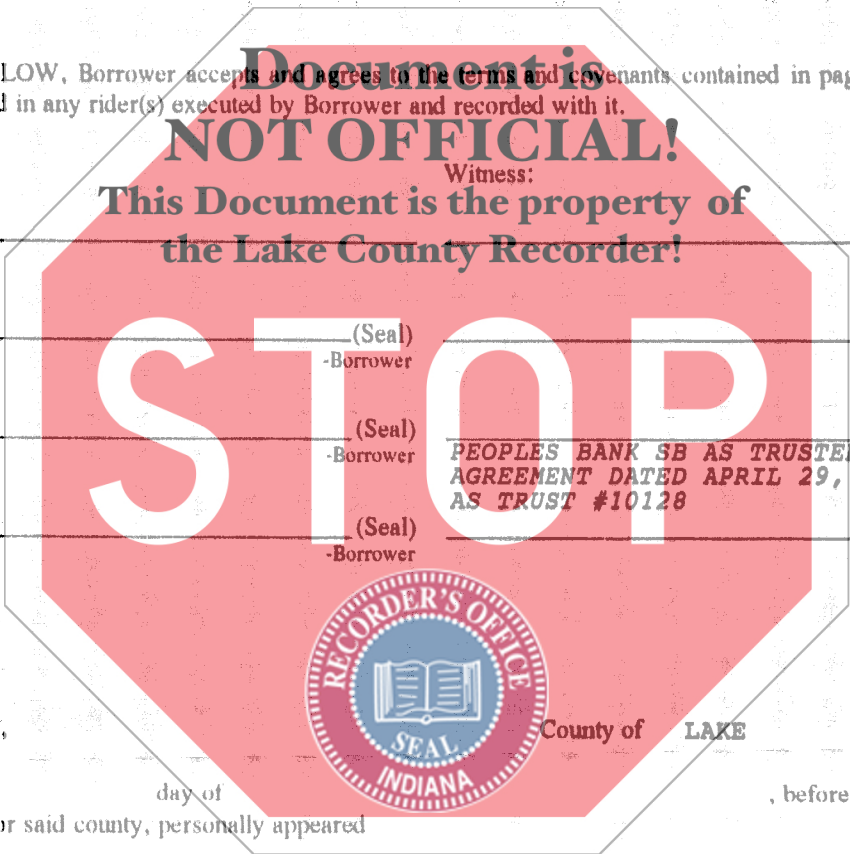 Document is
LOW, Borrower accepts and agrees to the terms and covenants contained in pag
in any rider(s) executed by Borrower and recorded with it.
NOT OFFICIAL!
Witness:
This Document is the property of
the Lake County Recorder!
STOP
(Seal)
-Borrower
(Seal)
-Borrower
PEOPLES BANK SB AS TRUSTEE
AGREEMENT DATED APRIL 29,
AS TRUST #10128
(Seal)
-Borrower
RECORDER'S OFFICE
SEAL
INDIANA
, County of LAKE
day of , before
or said county, personally appeared